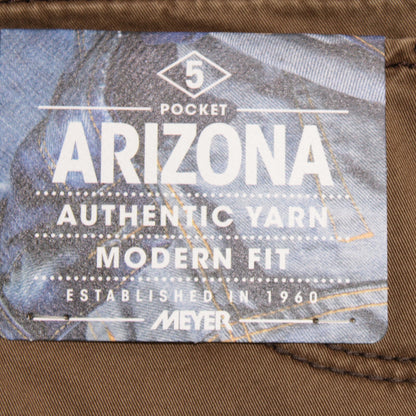 5
POCKET
ARIZONA
AUTHENTIC YARN
MODERN FIT
ESTABLISHED IN 1960
MEYER